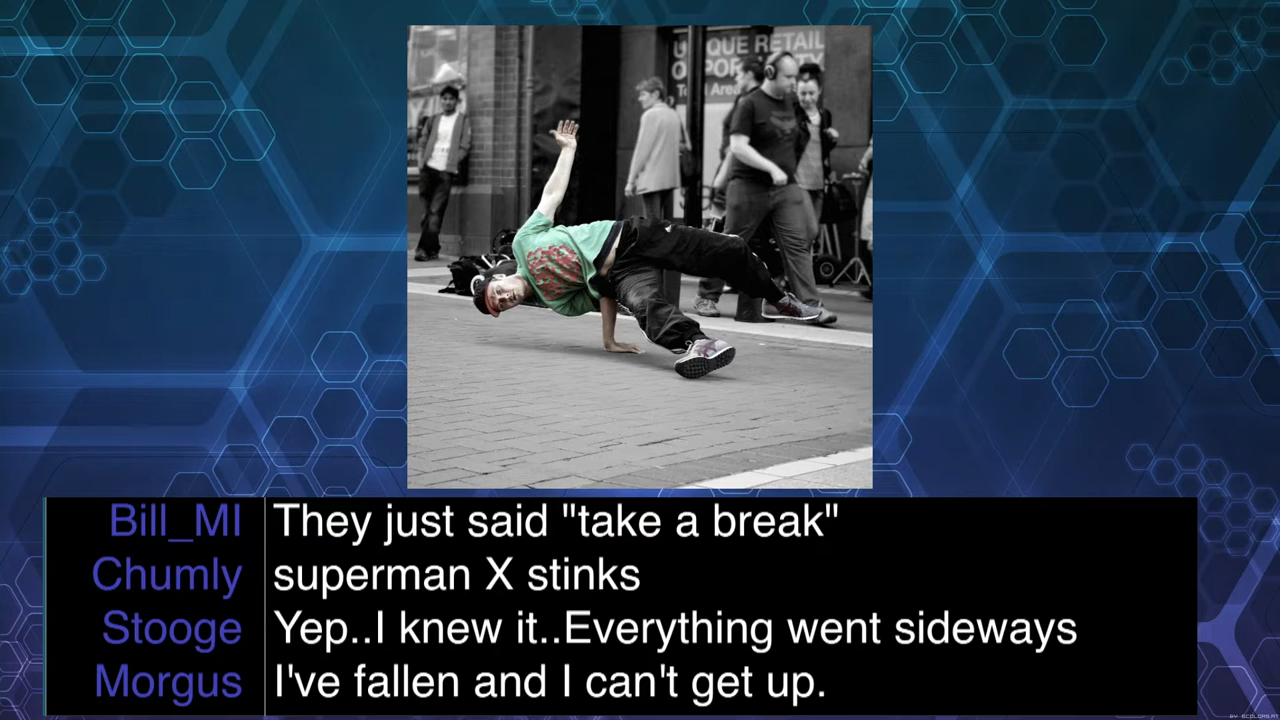 U QUE RETAIL
Bill_MI They just said "take a break"
Chumly superman X stinks
Stooge Yep..I knew it..Everything went sideways
Morgus I've fallen and I can't get up.